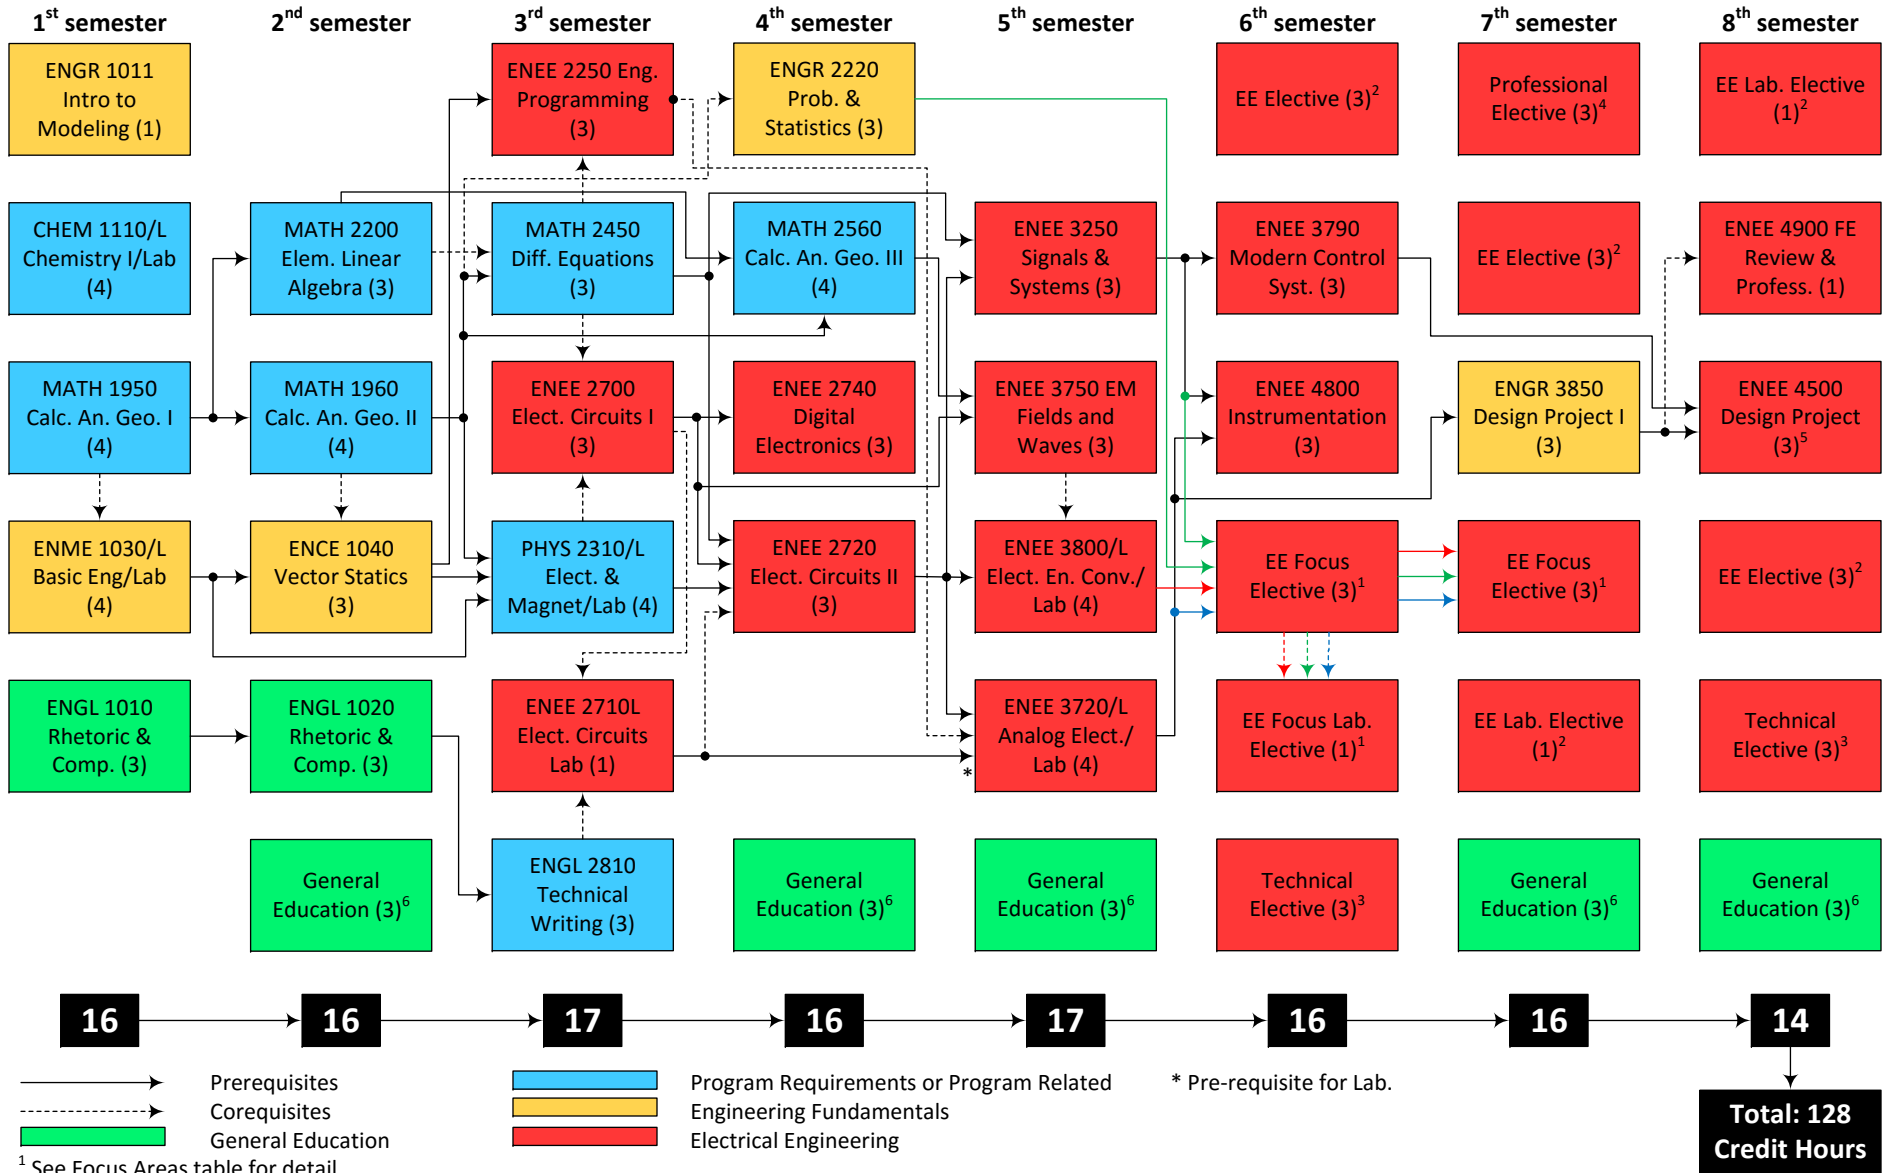 1st semester
2nd semester
3rd semester
4th semester
5th semester
6th semester
7th semester
8th semester
ENGR 1011
Intro to
Modeling (1)
ENEE 2250 Eng.
Programming
(3)
ENGR 2220
Prob. &
Statistics (3)
EE Elective (3)2
Professional
Elective (3)4
EE Lab. Elective
(1)2
CHEM 1110/L
Chemistry I/Lab
(4)
MATH 2200
Elem. Linear
Algebra (3)
MATH 2450
Diff. Equations
(3)
MATH 2560
Calc. An. Geo. III
(4)
ENEE 3250
Signals &
Systems (3)
ENEE 3790
Modern Control
Syst. (3)
EE Elective (3)2
ENEE 4900 FE
Review &
Profess. (1)
MATH 1950
Calc. An. Geo. I
(4)
MATH 1960
Calc. An. Geo. II
(4)
ENEE 2700
Elect. Circuits I
(3)
ENEE 2740
Digital
Electronics (3)
ENEE 3750 EM
Fields and
Waves (3)
ENEE 4800
Instrumentation
(3)
ENGR 3850
Design Project I
(3)
ENEE 4500
Design Project
(3)5
ENME 1030/L
Basic Eng/Lab
(4)
ENCE 1040
Vector Statics
(3)
PHYS 2310/L
Elect. &
Magnet/Lab (4)
ENEE 2720
Elect. Circuits II
(3)
ENEE 3800/L
Elect. En. Conv./
Lab (4)
EE Focus
Elective (3)1
EE Focus
Elective (3)1
EE Elective (3)2
ENGL 1010
Rhetoric &
Comp. (3)
ENGL 1020
Rhetoric &
Comp. (3)
ENEE 2710L
Elect. Circuits
Lab (1)
*
ENEE 3720/L
Analog Elect./
Lab (4)
EE Focus Lab.
Elective (1)1
EE Lab. Elective
(1)2
Technical
Elective (3)3
General
Education (3)6
ENGL 2810
Technical
Writing (3)
General
Education (3)6
General
Education (3)6
Technical
Elective (3)3
General
Education (3)6
General
Education (3)6
16
16
17
16
17
16
16
14
Prerequisites
Program Requirements or Program Related
* Pre-requisite for Lab.
Corequisites
Engineering Fundamentals
General Education
Electrical Engineering
Total: 128
Credit Hours
1 See Focus Areas table for detail